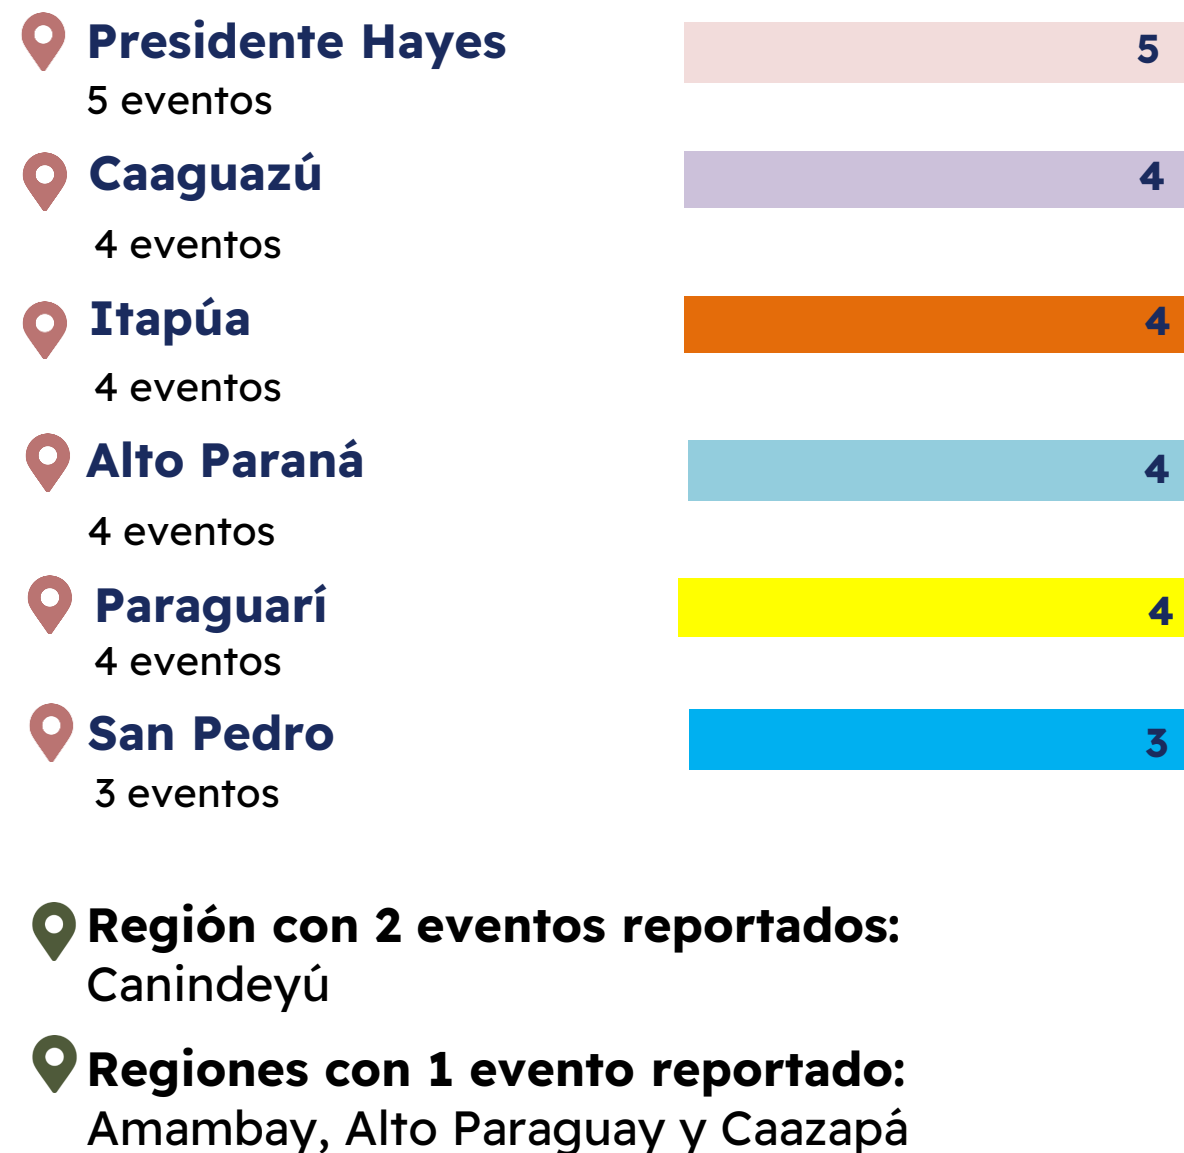 Presidente Hayes
5
5 eventos
Caaguazú
4
4 eventos
Itapúa
4
4 eventos
Alto Paraná
4
4 eventos
Paraguarí
4
4 eventos
San Pedro
3
3 eventos
Región con 2 eventos reportados:
Canindeyú
Regiones con 1 evento reportado:
Amambay, Alto Paraguay y Caazapá